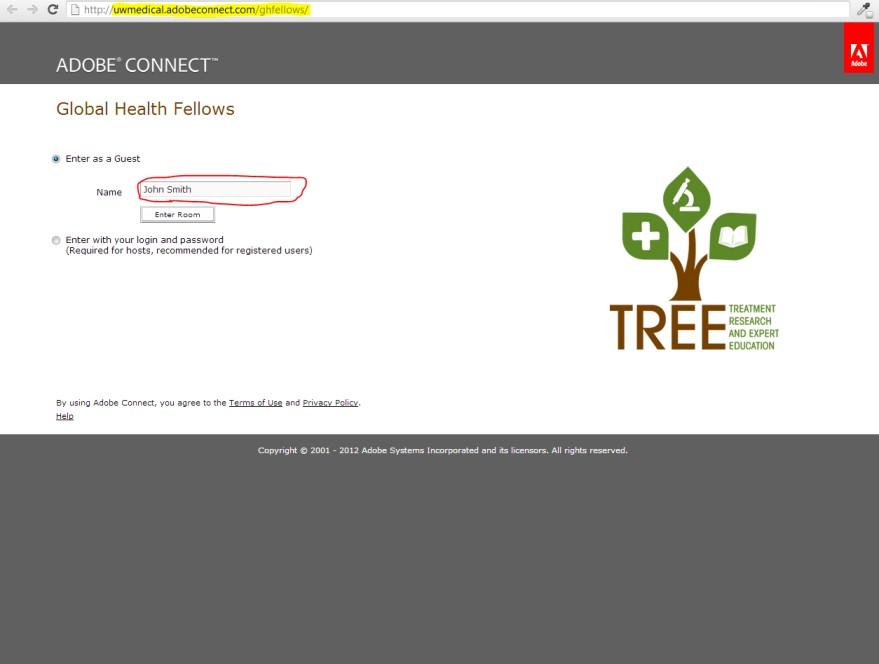 http://uwmedical.adobeconnect.com/ghfellows/
ADOBE® CONNECT™
Adobe
Global Health Fellows
Enter as a Guest
Name
John Smith
Enter Room
Enter with your login and password
(Required for hosts, recommended for registered users)
TREE
TREATMENT
RESEARCH
AND EXPERT
EDUCATION
By using Adobe Connect, you agree to the Terms of Use and Privacy Policy.
Help
Copyright © 2001 - 2012 Adobe Systems Incorporated and its licensors. All rights reserved.